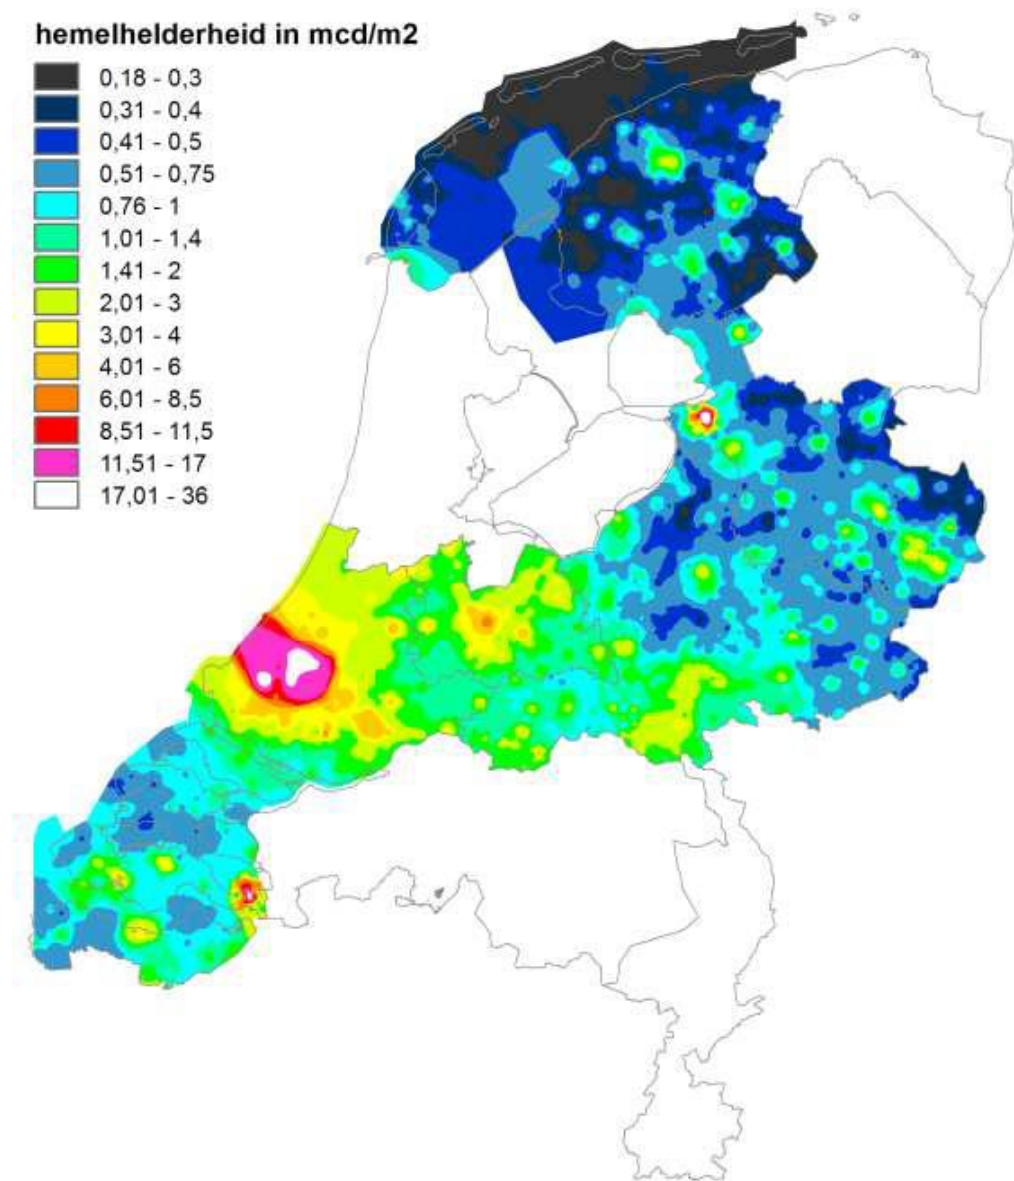 hemelhelderheid in mcd/m2
0,18 - 0,3
0,31 - 0,4
0,41 - 0,5
0,51 - 0,75
0,76 - 1
1,01 - 1,4
1,41 - 2
2,01 - 3
3,01 - 4
4,01 - 6
6,01 - 8,5
8,51 - 11,5
11,51 - 17
17,01 - 36